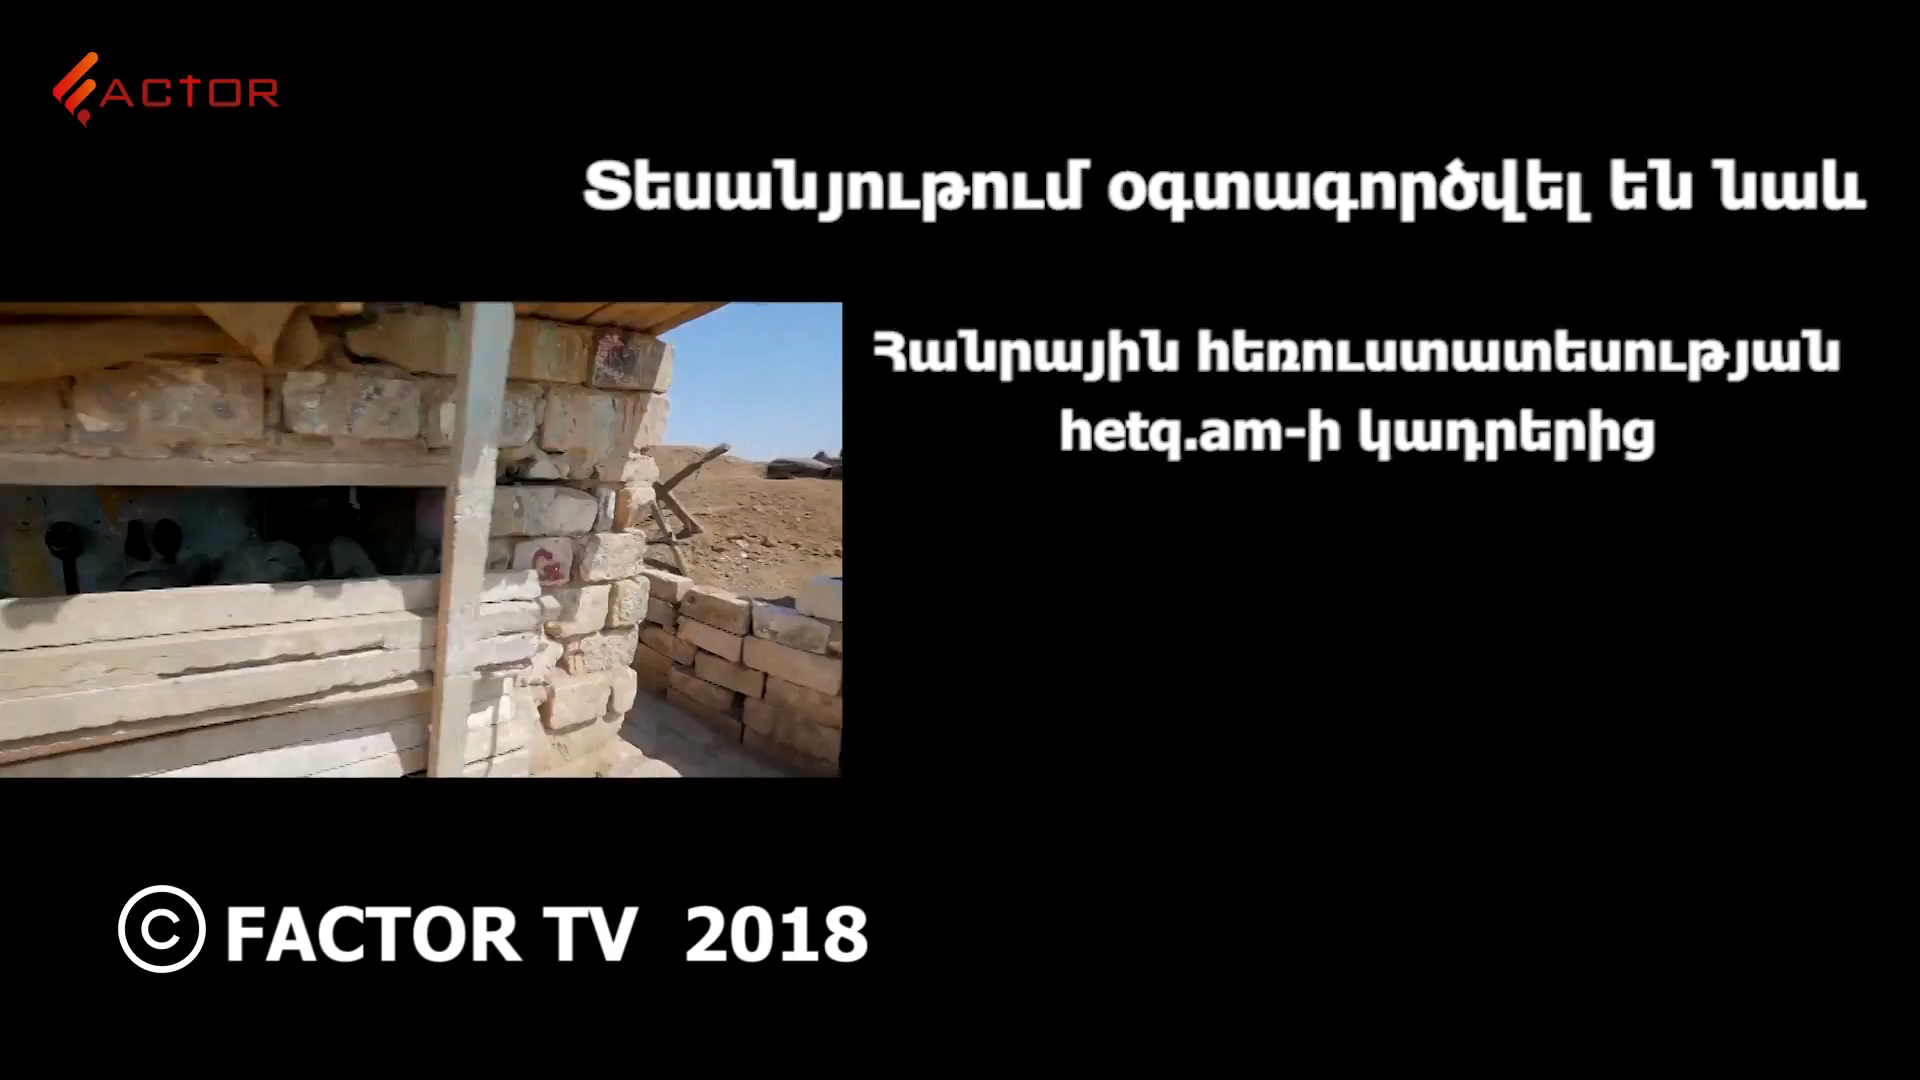 FACTOR
Տեսանյութում օգտագործվել են նաև
Հանրային հեռուստատեսության
hetq.am-ի կադրերից
© FACTOR TV 2018